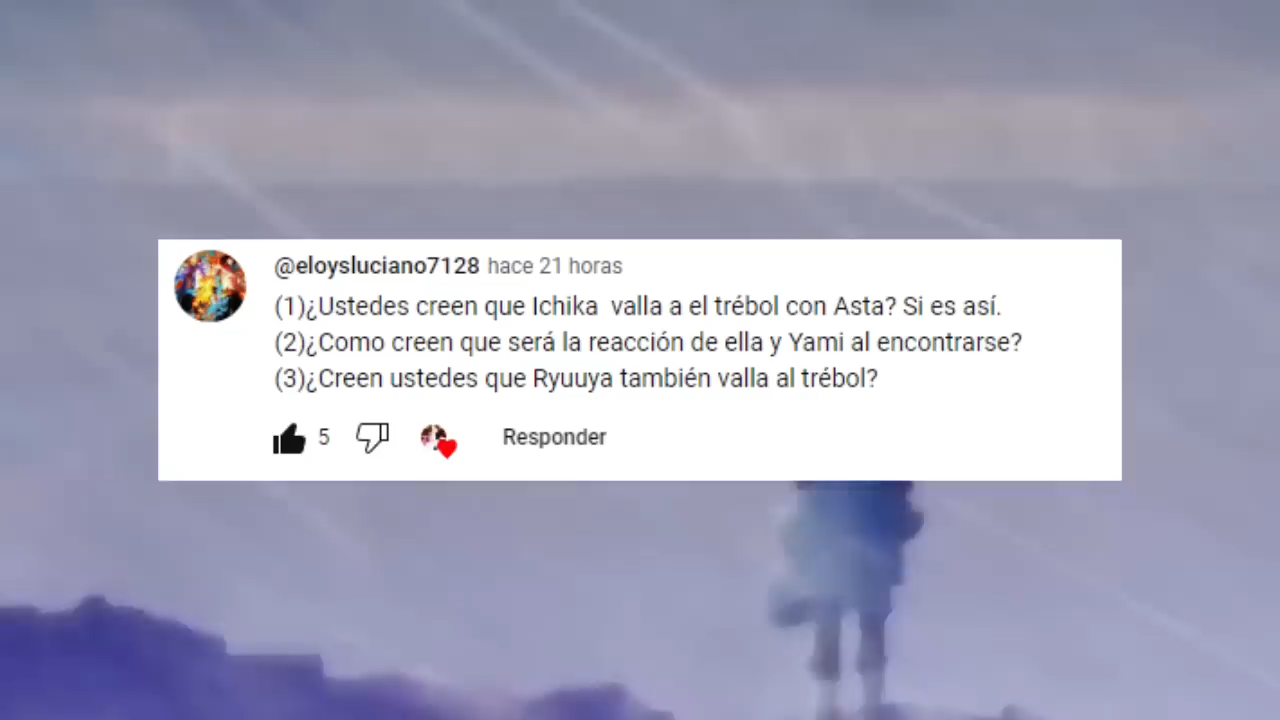 @eloysluciano7128 hace 21 horas
(1)¿Ustedes creen que Ichika valla a el trébol con Asta? Si es así.
(2)¿Como creen que será la reacción de ella y Yami al encontrarse?
(3)¿Creen ustedes que Ryuuya también valla al trébol?
5 Responder